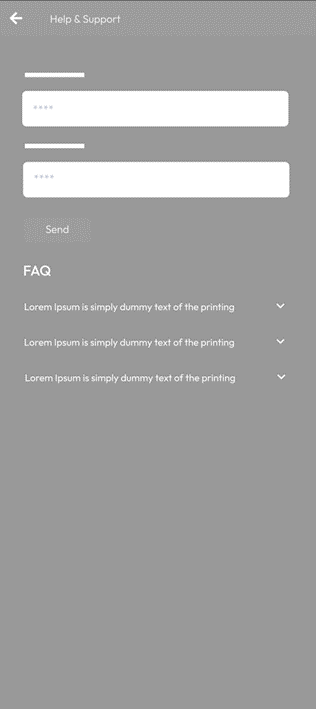 Help & Support
****
****
Send
FAQ
Lorem Ipsum is simply dummy text of the printing
Lorem Ipsum is simply dummy text of the printing
Lorem Ipsum is simply dummy text of the printing